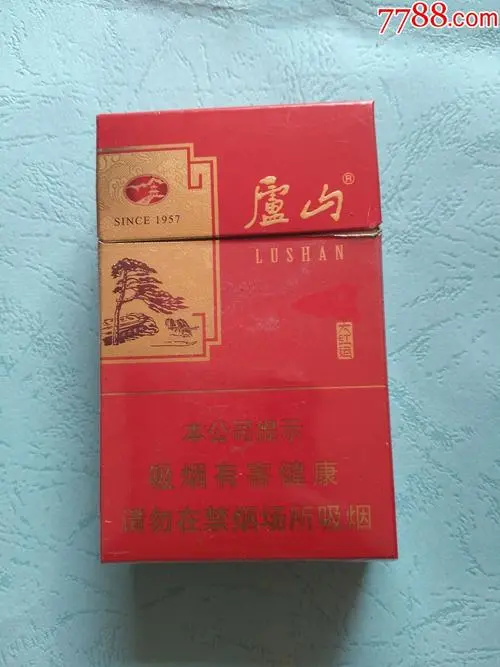 7788.com
廬山®
SINCE 1957
LUSHAN
大红运
本公司提示
吸烟有害健康
请勿在禁烟场所吸烟